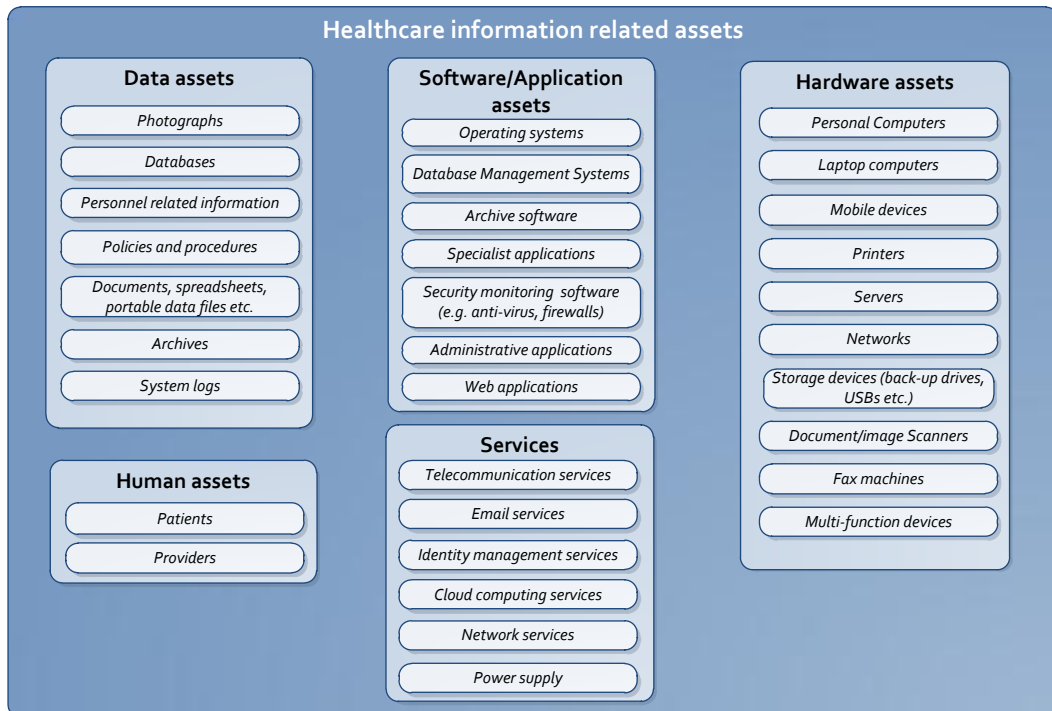 Healthcare information related assets
Data assets
Photographs
Databases
Personnel related information
Policies and procedures
Documents, spreadsheets,
portable data files etc.
Archives
System logs
Human assets
Patients
Providers
Software/Application
assets
Operating systems
Database Management Systems
Archive software
Specialist applications
Security monitoring software
(e.g. anti-virus, firewalls)
Administrative applications
Web applications
Services
Telecommunication services
Email services
Identity management services
Cloud computing services
Network services
Power supply
Hardware assets
Personal Computers
Laptop computers
Mobile devices
Printers
Servers
Networks
Storage devices (back-up drives,
USBs etc.)
Document/image Scanners
Fax machines
Multi-function devices